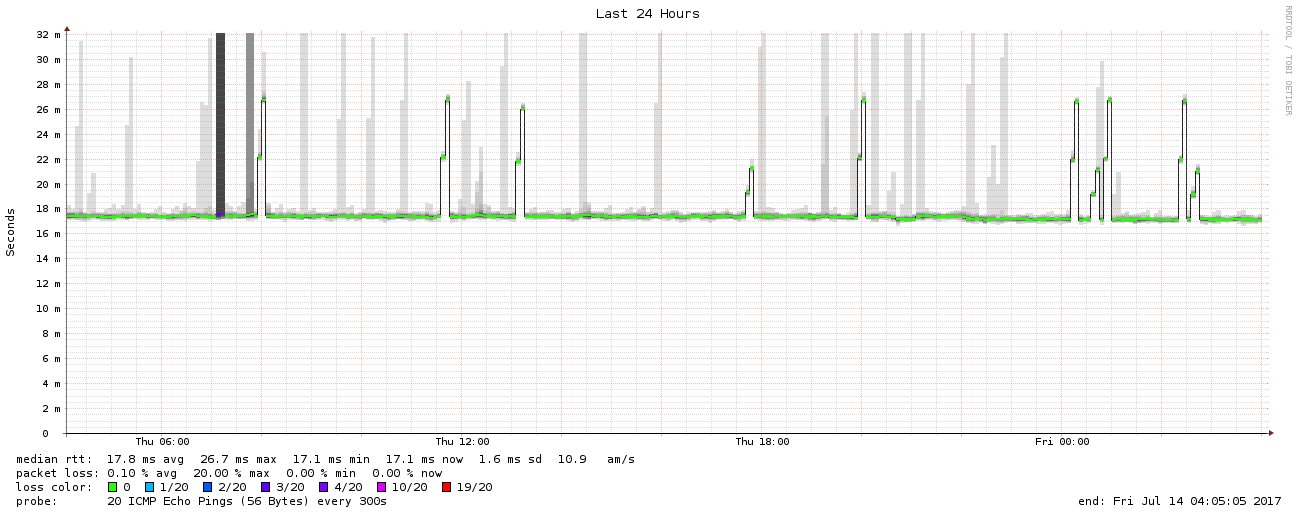 Last 24 Hours
RRDTOOL / TOBI OETIKER
Seconds
32 m
30 m
28 m
26 m
24 m
22 m
20 m
18 m
16 m
14 m
12 m
10 m
8 m
6 m
4 m
2 m
0
Thu 06:00 Thu 12:00 Thu 18:00 Fri 00:00
median rtt: 17.8 ms avg 26.7 ms max 17.1 ms min 17.1 ms now 1.6 ms sd 10.9 am/s
packet loss: 0.10 % avg 20.00 % max 0.00 % min 0.00 % now
loss color: 0 1/20 2/20 3/20 4/20 10/20 19/20
probe: 20 ICMP Echo Pings (56 Bytes) every 300s end: Fri Jul 14 04:05:05 2017